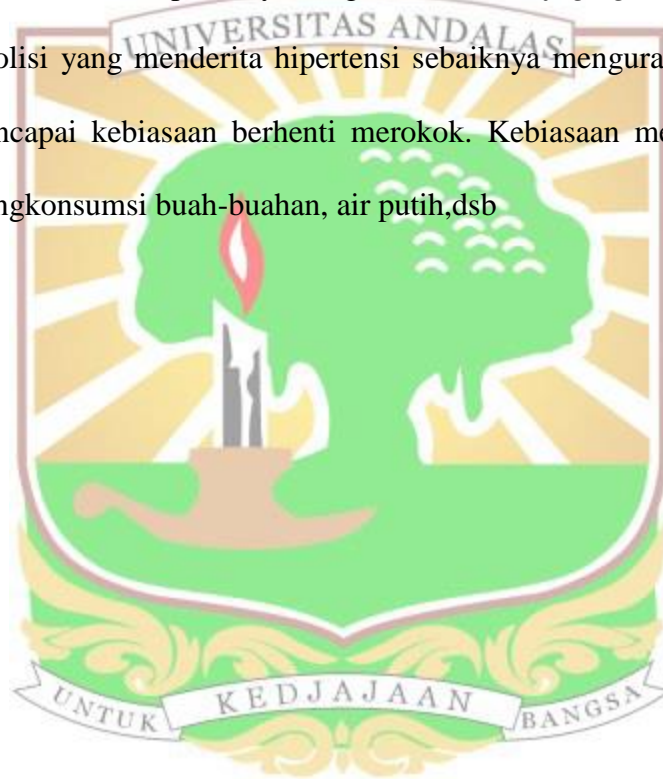 UNIVERSITAS ANDALAS
olisi yang menderita hipertensi sebaiknya mengura
ncapai kebiasaan berhenti merokok. Kebiasaan me
ngkonsumsi buah-buahan, air putih,dsb
UNTUK KEDJAJAAN BANGSA